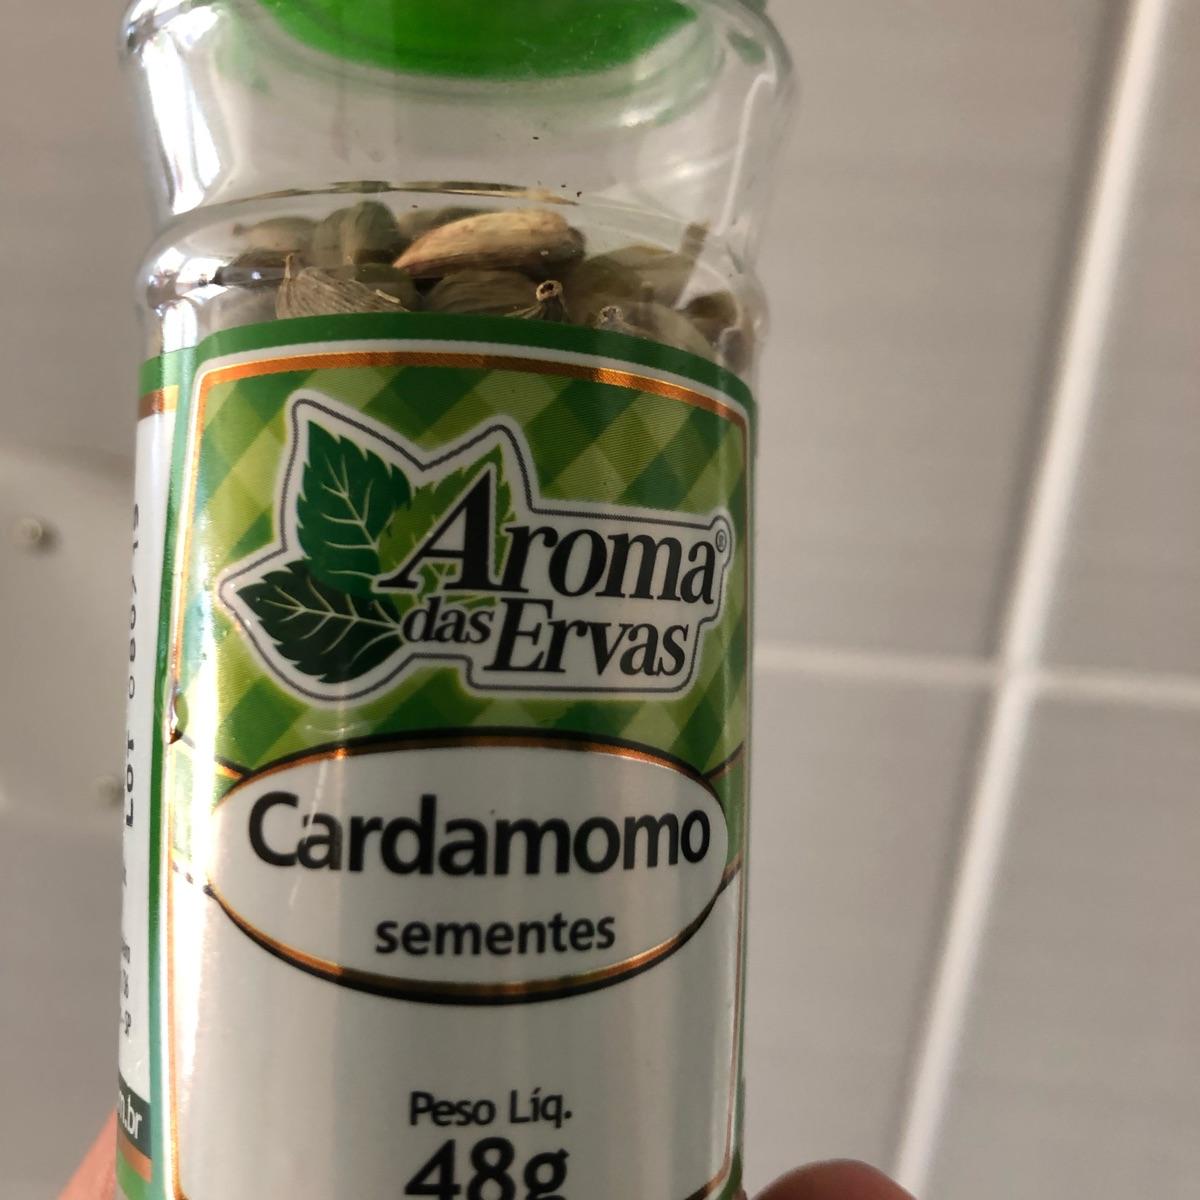 Aroma®
das Ervas
Cardamomo
sementes
Peso Líq.
48g